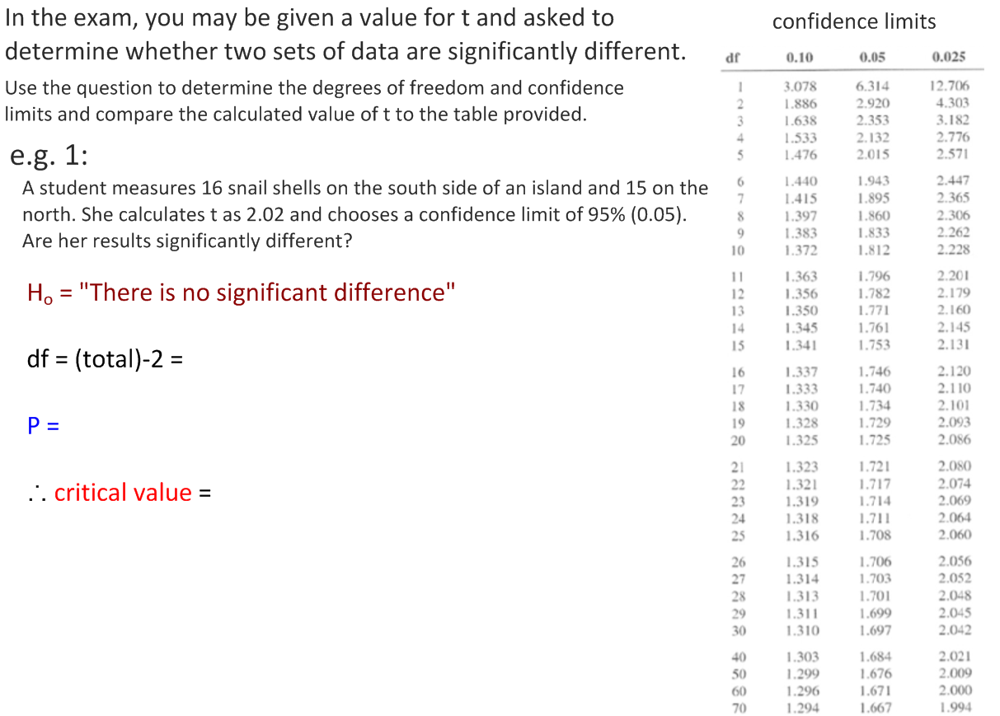 In the exam, you may be given a value for t and asked to
determine whether two sets of data are significantly different.
Use the question to determine the degrees of freedom and confidence
limits and compare the calculated value of t to the table provided.
e.g. 1:
A student measures 16 snail shells on the south side of an island and 15 on the
north. She calculates t as 2.02 and chooses a confidence limit of 95% (0.05).
Are her results significantly different?
Hₒ = "There is no significant difference"
df = (total)-2 =
P =
∴ critical value =
confidence limits
df 0.10 0.05 0.025
1 3.078 6.314 12.706
2 1.886 2.920 4.303
3 1.638 2.353 3.182
4 1.533 2.132 2.776
5 1.476 2.015 2.571
6 1.440 1.943 2.447
7 1.415 1.895 2.365
8 1.397 1.860 2.306
9 1.383 1.833 2.262
10 1.372 1.812 2.228
11 1.363 1.796 2.201
12 1.356 1.782 2.179
13 1.350 1.771 2.160
14 1.345 1.761 2.145
15 1.341 1.753 2.131
16 1.337 1.746 2.120
17 1.333 1.740 2.110
18 1.330 1.734 2.101
19 1.328 1.729 2.093
20 1.325 1.725 2.086
21 1.323 1.721 2.080
22 1.321 1.717 2.074
23 1.319 1.714 2.069
24 1.318 1.711 2.064
25 1.316 1.708 2.060
26 1.315 1.706 2.056
27 1.314 1.703 2.052
28 1.313 1.701 2.048
29 1.311 1.699 2.045
30 1.310 1.697 2.042
40 1.303 1.684 2.021
50 1.299 1.676 2.009
60 1.296 1.671 2.000
70 1.294 1.667 1.994